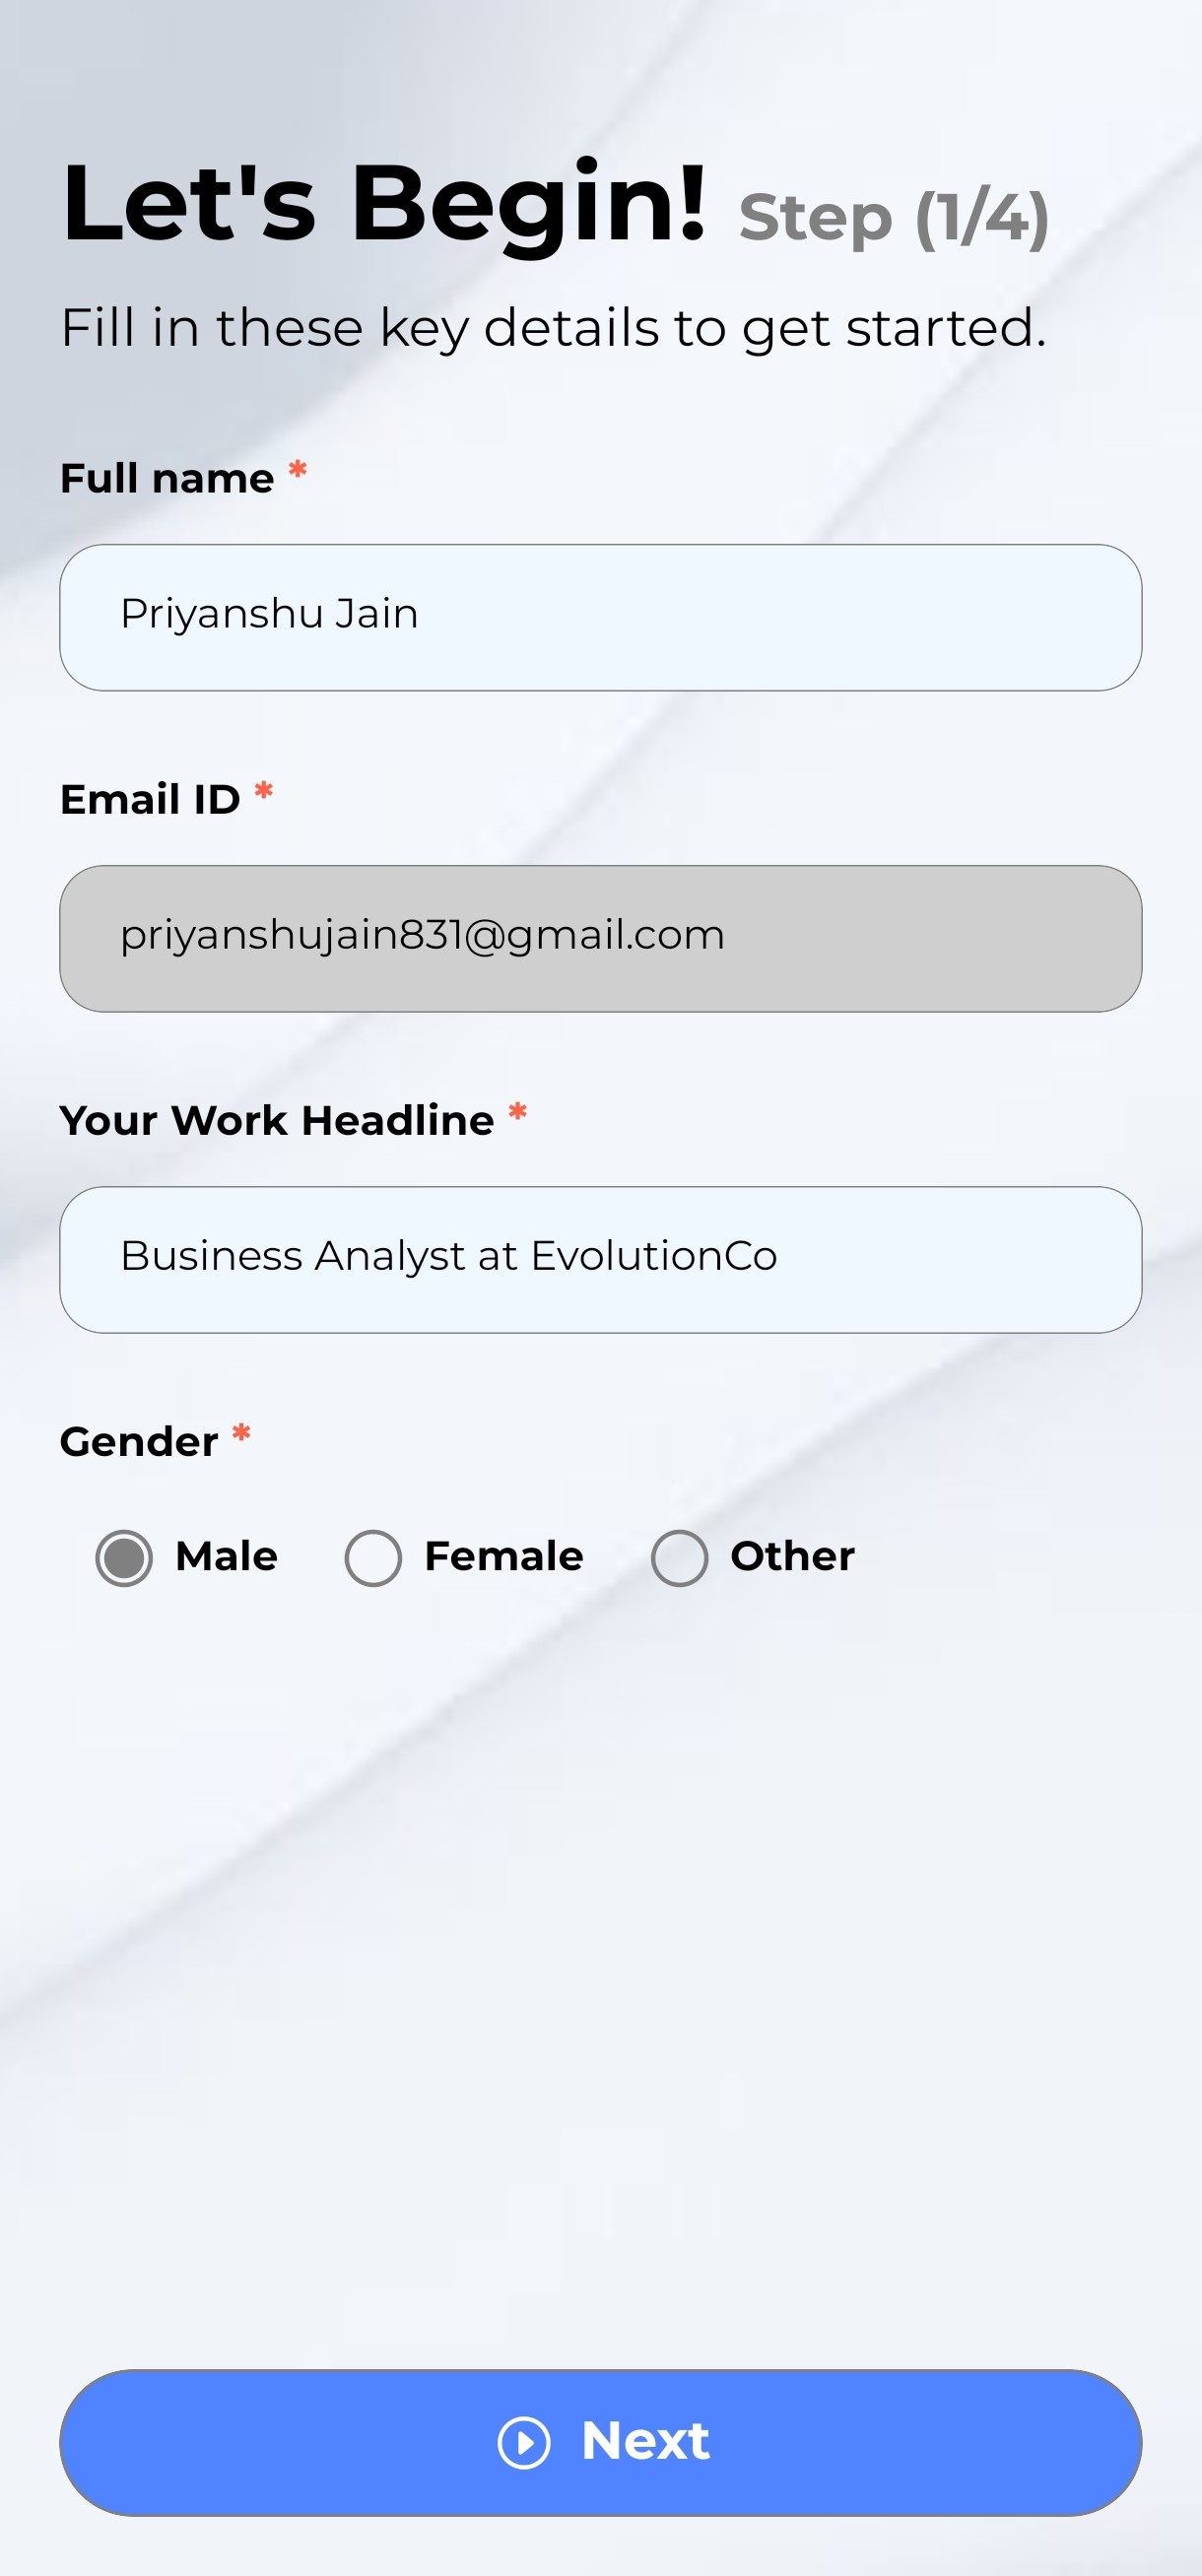 Let's Begin! Step (1/4)
Fill in these key details to get started.
Full name *
Priyanshu Jain
Email ID *
priyanshujain831@gmail.com
Your Work Headline *
Business Analyst at EvolutionCo
Gender *
Male Female Other
Next